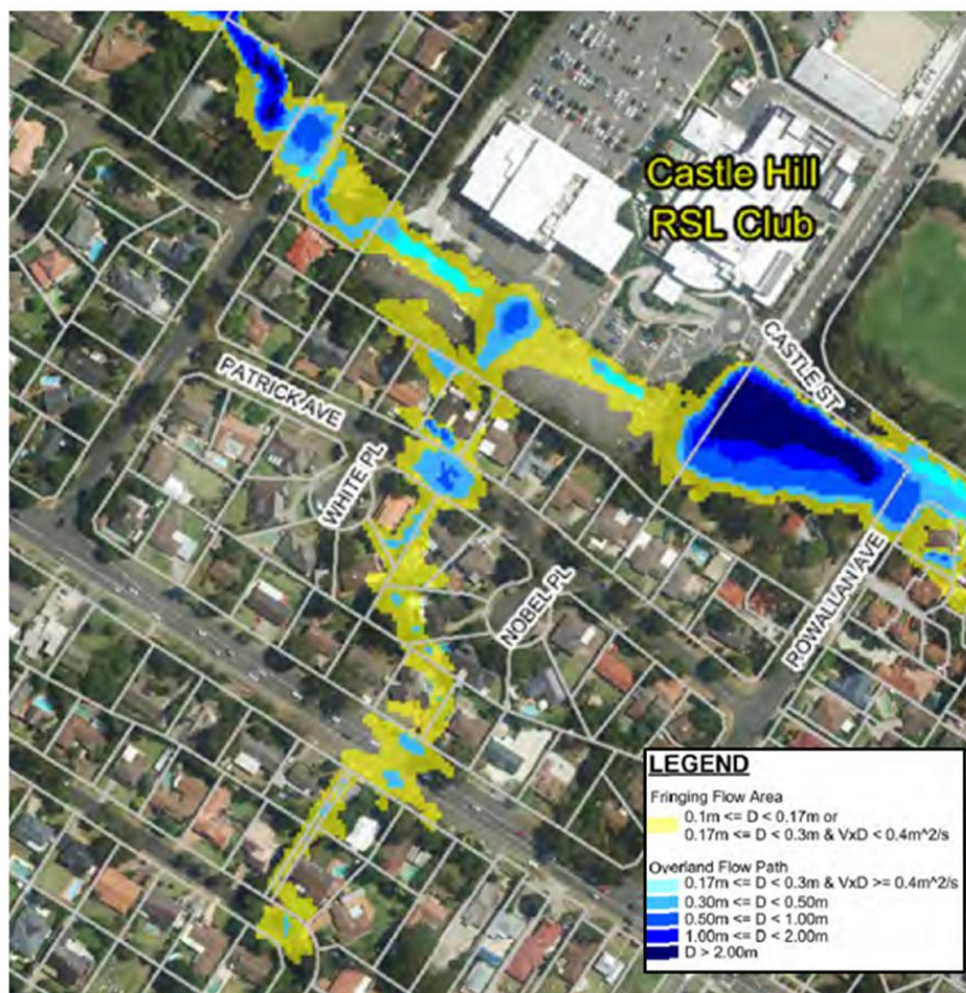 Castle Hill
RSL Club
CASTLE ST
PATRICK AVE
WHITE PL
NOBEL PL
ROWALLAN AVE
LEGEND
Fringing Flow Area
0.1m <= D < 0.17m or
0.17m <= D < 0.3m & VxD < 0.4m^2/s
Overland Flow Path
0.17m <= D < 0.3m & VxD >= 0.4m^2/s
0.30m <= D < 0.50m
0.50m <= D < 1.00m
1.00m <= D < 2.00m
D > 2.00m